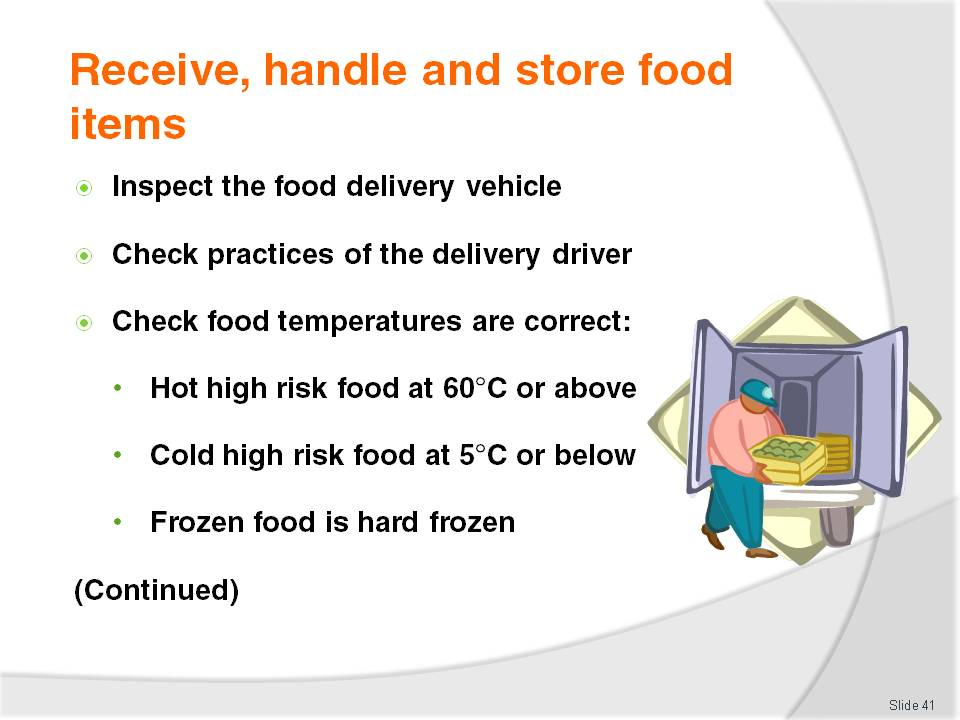 Receive, handle and store food
items
Inspect the food delivery vehicle
Check practices of the delivery driver
Check food temperatures are correct:
• Hot high risk food at 60°C or above
• Cold high risk food at 5°C or below
• Frozen food is hard frozen
(Continued)
Slide 41